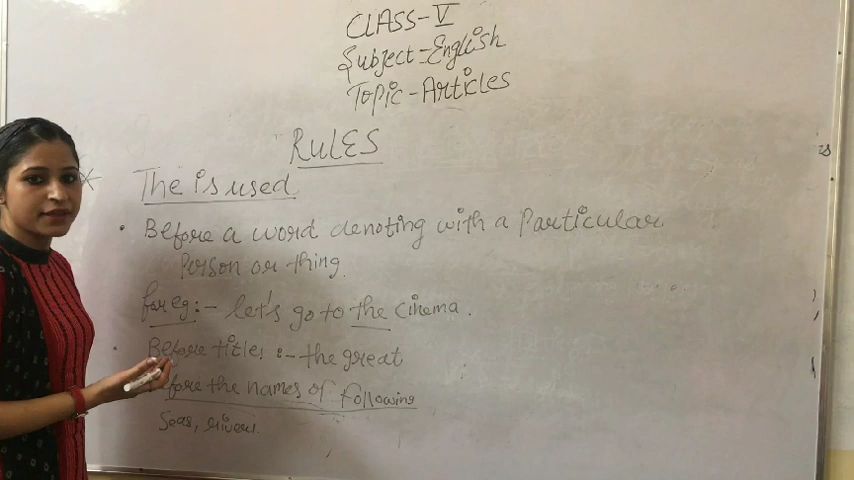 CLASS-V
Subject-English
Topic-Articles
RULES
The is used
Before a word denoting with a Particular
Person or thing.
for eg:- let's go to the cinema.
Before title:- the great
fore the names of following
Seas, rivers